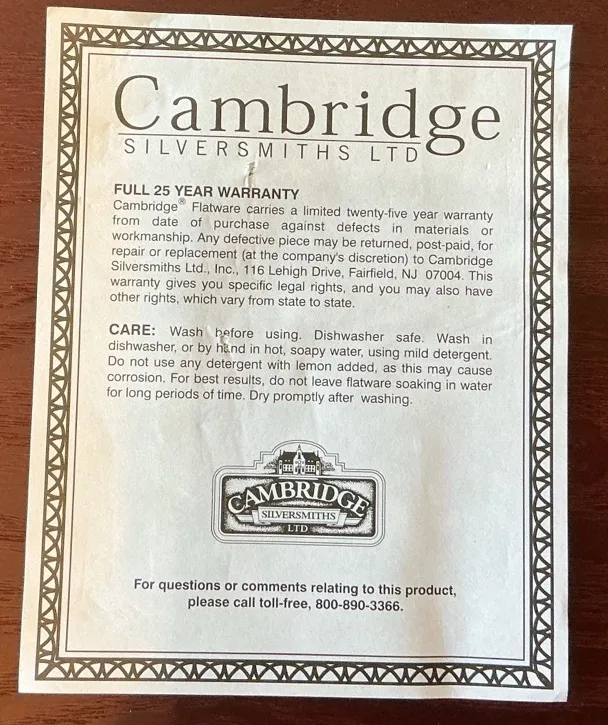 Cambridge
SILVERSMITHS LTD
FULL 25 YEAR WARRANTY
Cambridge® Flatware carries a limited twenty-five year warranty
from date of purchase against defects in materials or
workmanship. Any defective piece may be returned, post-paid, for
repair or replacement (at the company's discretion) to Cambridge
Silversmiths Ltd., Inc., 116 Lehigh Drive, Fairfield, NJ 07004. This
warranty gives you specific legal rights, and you may also have
other rights, which vary from state to state.
CARE: Wash before using. Dishwasher safe. Wash in
dishwasher, or by hand in hot, soapy water, using mild detergent.
Do not use any detergent with lemon added, as this may cause
corrosion. For best results, do not leave flatware soaking in water
for long periods of time. Dry promptly after washing.
CAMBRIDGE
SILVERSMITHS
LTD
For questions or comments relating to this product,
please call toll-free, 800-890-3366.